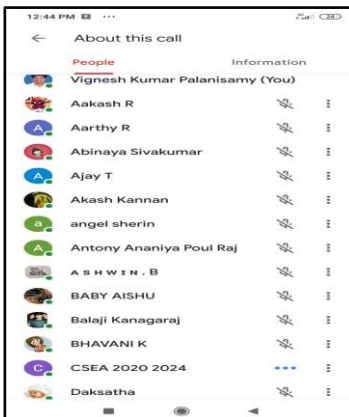 12:44 PM ...
About this call
People Information
Vignesh Kumar Palanisamy (You)
Aakash R
A Aarthy R
Abinaya Sivakumar
A Ajay T
Akash Kannan
a angel sherin
A Antony Ananiya Poul Raj
ᴀ ꜱ ʜ ᴡ ɪ ɴ . B
BABY AISHU
Balaji Kanagaraj
BHAVANI K
C CSEA 2020 2024
Daksatha